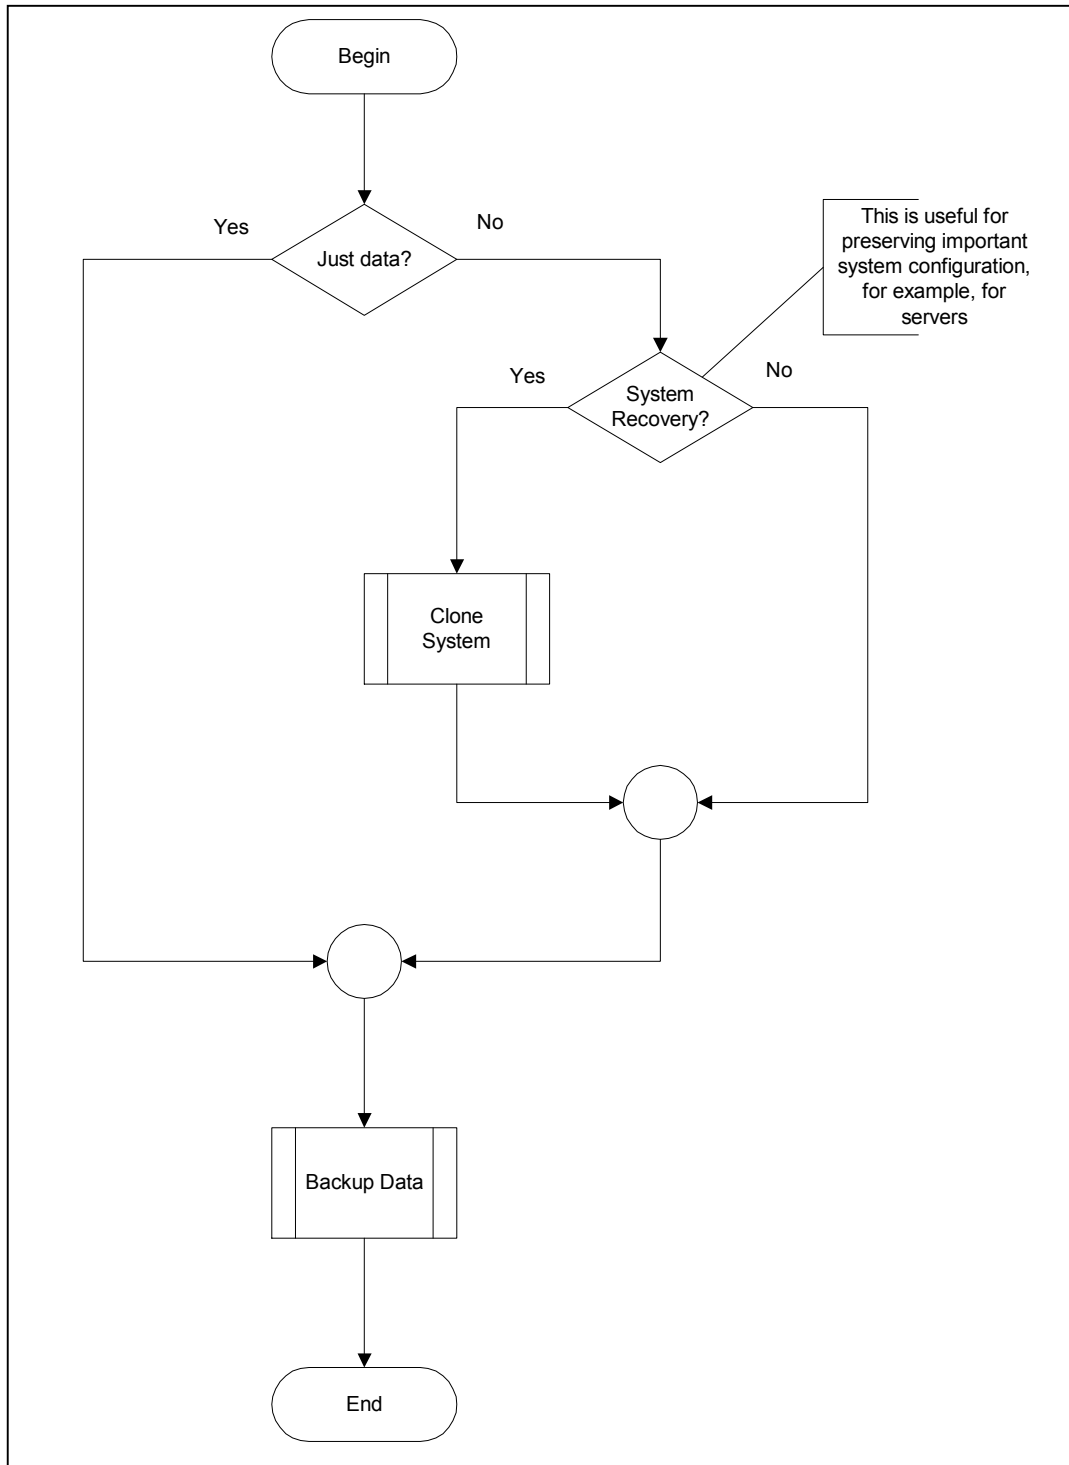 Begin
Yes
No
Just data?
This is useful for
preserving important
system configuration,
for example, for
servers
Yes
No
System
Recovery?
Clone
System
Backup Data
End